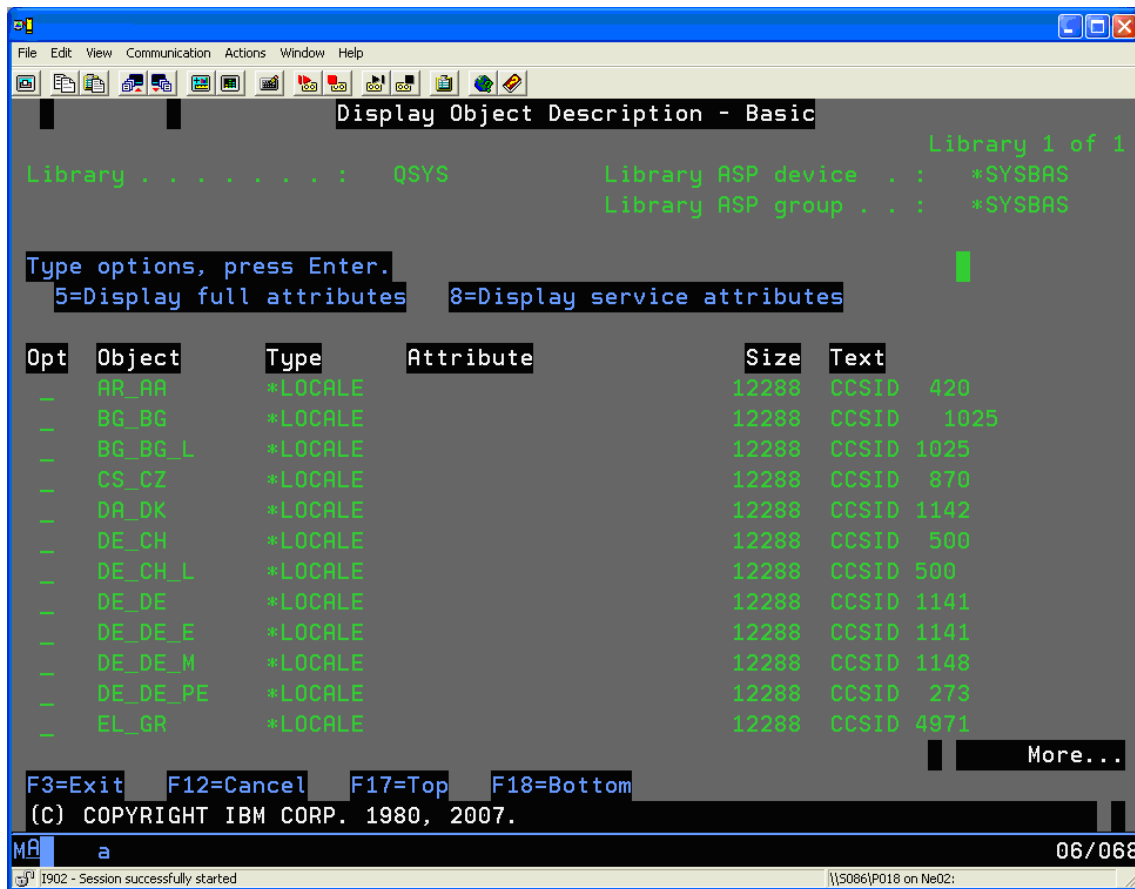 File Edit View Communication Actions Window Help
Display Object Description - Basic
Library 1 of 1
Library . . . . . . . : QSYS Library ASP device . : *SYSBAS
Library ASP group . . : *SYSBAS
Type options, press Enter.
5=Display full attributes 8=Display service attributes
Opt Object Type Attribute Size Text
_ AR_AA *LOCALE 12288 CCSID 420
_ BG_BG *LOCALE 12288 CCSID 1025
_ BG_BG_L *LOCALE 12288 CCSID 1025
_ CS_CZ *LOCALE 12288 CCSID 870
_ DA_DK *LOCALE 12288 CCSID 1142
_ DE_CH *LOCALE 12288 CCSID 500
_ DE_CH_L *LOCALE 12288 CCSID 500
_ DE_DE *LOCALE 12288 CCSID 1141
_ DE_DE_E *LOCALE 12288 CCSID 1141
_ DE_DE_M *LOCALE 12288 CCSID 1148
_ DE_DE_PE *LOCALE 12288 CCSID 273
_ EL_GR *LOCALE 12288 CCSID 4971
More...
F3=Exit F12=Cancel F17=Top F18=Bottom
(C) COPYRIGHT IBM CORP. 1980, 2007.
MA a 06/068
I902 - Session successfully started \\S086\P018 on Ne02: